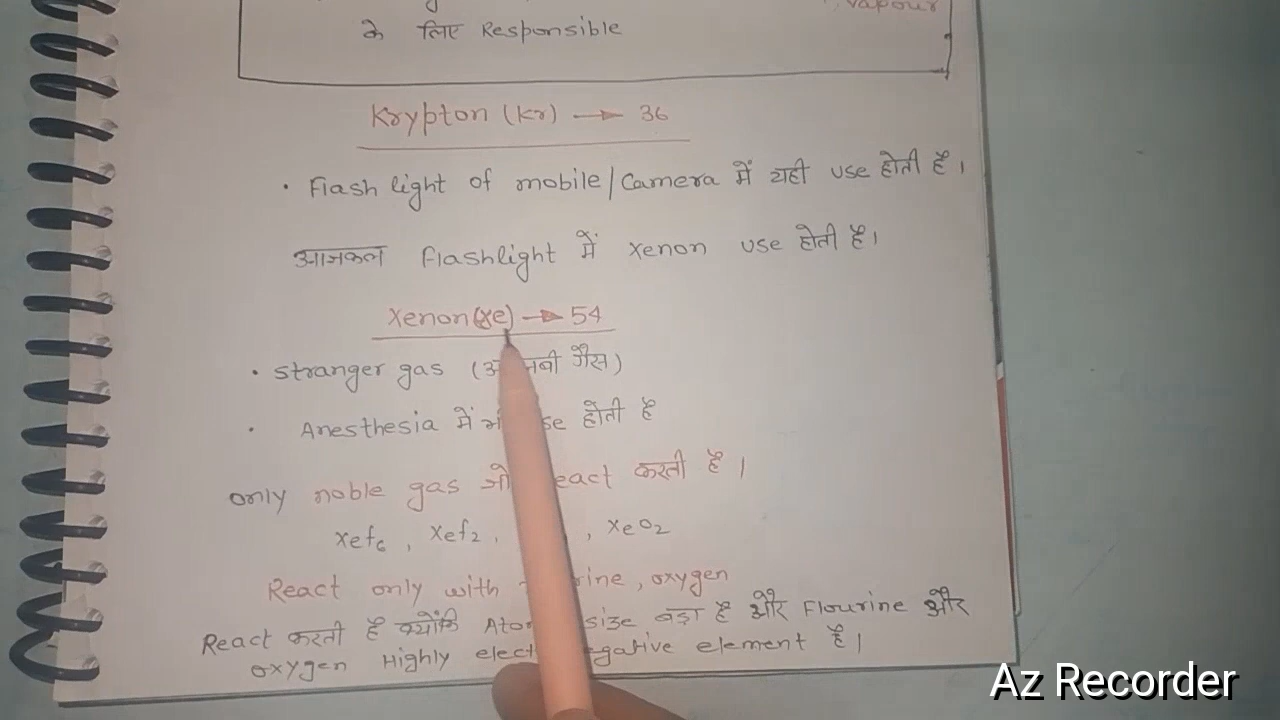 vapour
के लिए Responsible
Krypton (Kr) → 36
• Flash light of mobile/Camera में यही use होती है।
आजकल flashlight में Xenon use होती है।
Xenon(Xe) → 54
• Stranger gas ( गैस)
• Anesthesia में होती है
only noble gas जो करती है।
Xef6 , Xef2 , , XeO2
React only with , oxygen
React करती है क्योंकि size बड़ा है और Flourine और
oxygen Highly element है।
Az Recorder